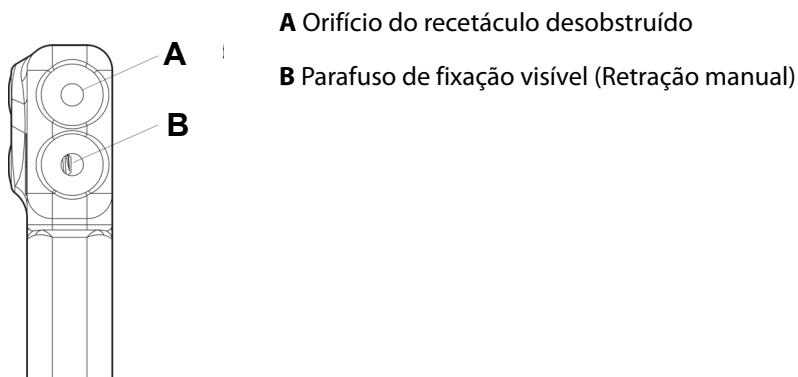 A Orifício do recetáculo desobstruído
A
B Parafuso de fixação visível (Retração manual)
B